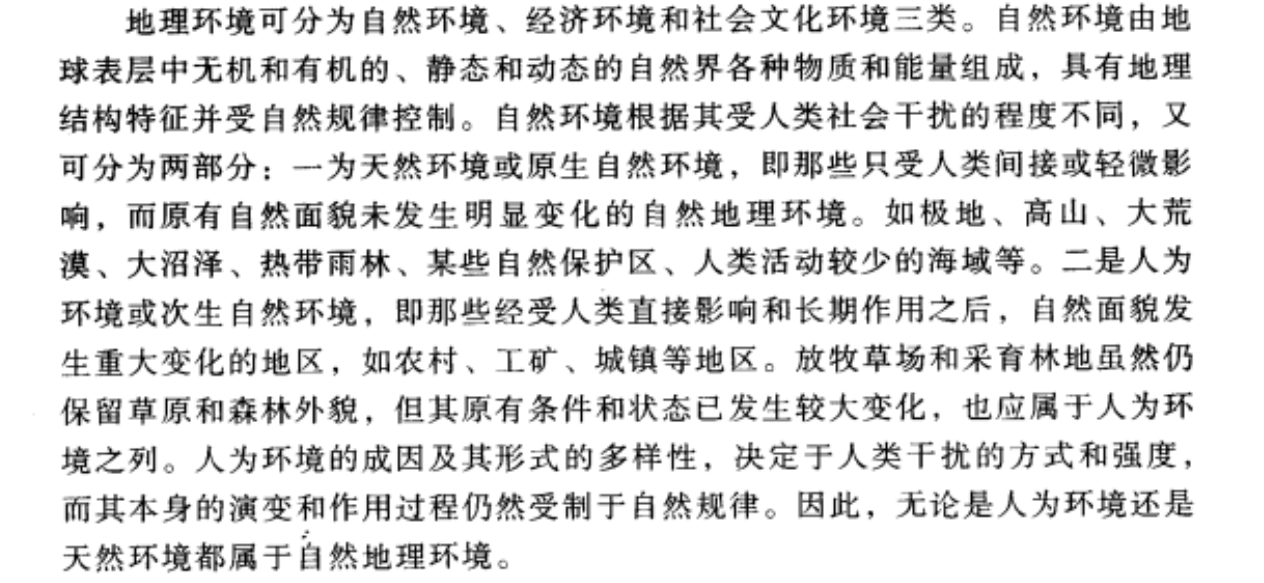 地理环境可分为自然环境、经济环境和社会文化环境三类。自然环境由地
球表层中无机和有机的、静态和动态的自然界各种物质和能量组成，具有地理
结构特征并受自然规律控制。自然环境根据其受人类社会干扰的程度不同，又
可分为两部分：一为天然环境或原生自然环境，即那些只受人类间接或轻微影
响，而原有自然面貌未发生明显变化的自然地理环境。如极地、高山、大荒
漠、大沼泽、热带雨林、某些自然保护区、人类活动较少的海域等。二是人为
环境或次生自然环境，即那些经受人类直接影响和长期作用之后，自然面貌发
生重大变化的地区，如农村、工矿、城镇等地区。放牧草场和采育林地虽然仍
保留草原和森林外貌，但其原有条件和状态已发生较大变化，也应属于人为环
境之列。人为环境的成因及其形式的多样性，决定于人类干扰的方式和强度，
而其本身的演变和作用过程仍然受制于自然规律。因此，无论是人为环境还是
天然环境都属于自然地理环境。